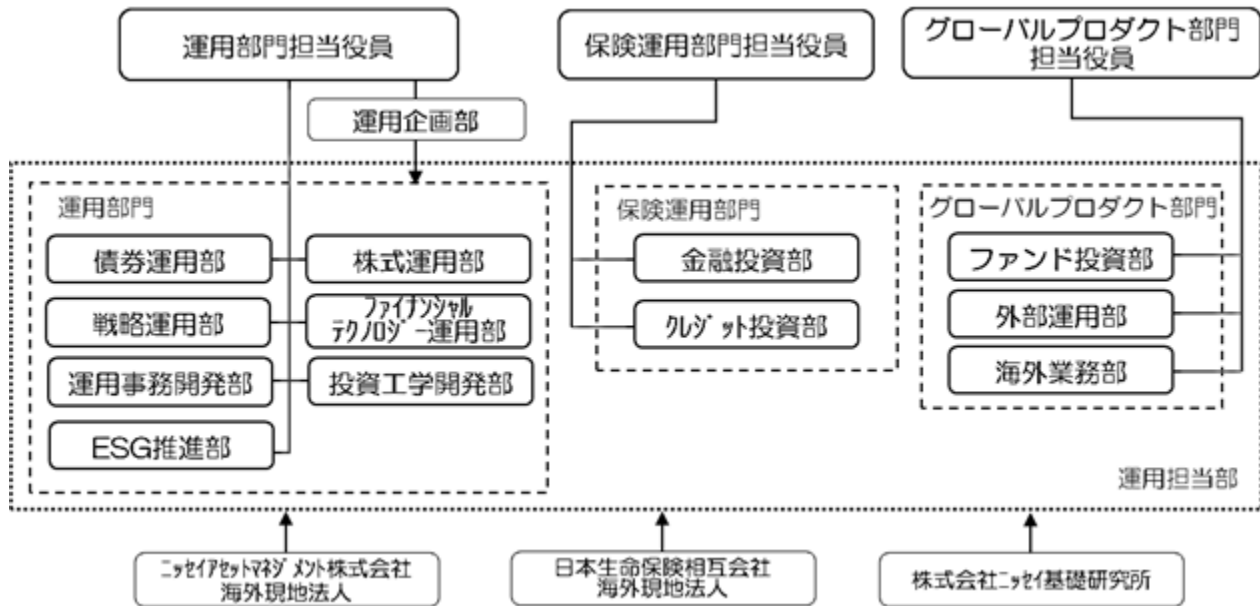 運用部門担当役員
保険運用部門担当役員
グローバルプロダクト部門
担当役員
運用企画部
運用部門
債券運用部
株式運用部
戦略運用部
ファイナンシャル
テクノロジー運用部
運用事務開発部
投資工学開発部
ESG推進部
保険運用部門
金融投資部
クレジット投資部
グローバルプロダクト部門
ファンド投資部
外部運用部
海外業務部
運用担当部
ニッセイアセットマネジメント株式会社
海外現地法人
日本生命保険相互会社
海外現地法人
株式会社ニッセイ基礎研究所